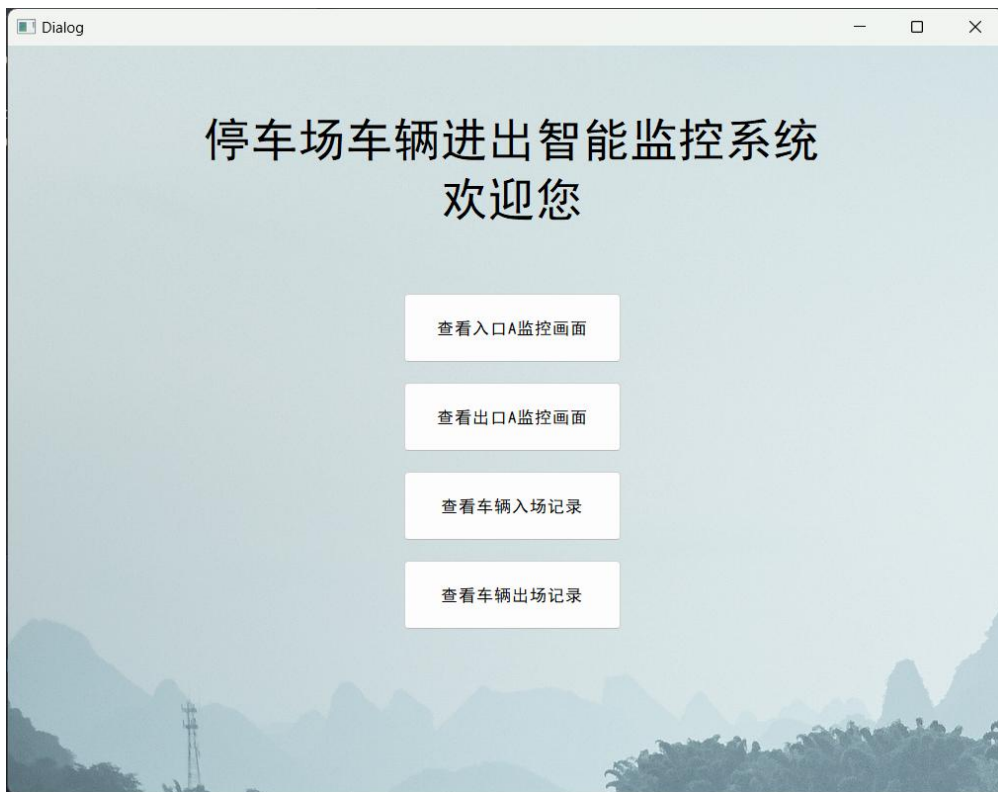 Dialog
停车场车辆进出智能监控系统
欢迎您
查看入口A监控画面
查看出口A监控画面
查看车辆入场记录
查看车辆出场记录